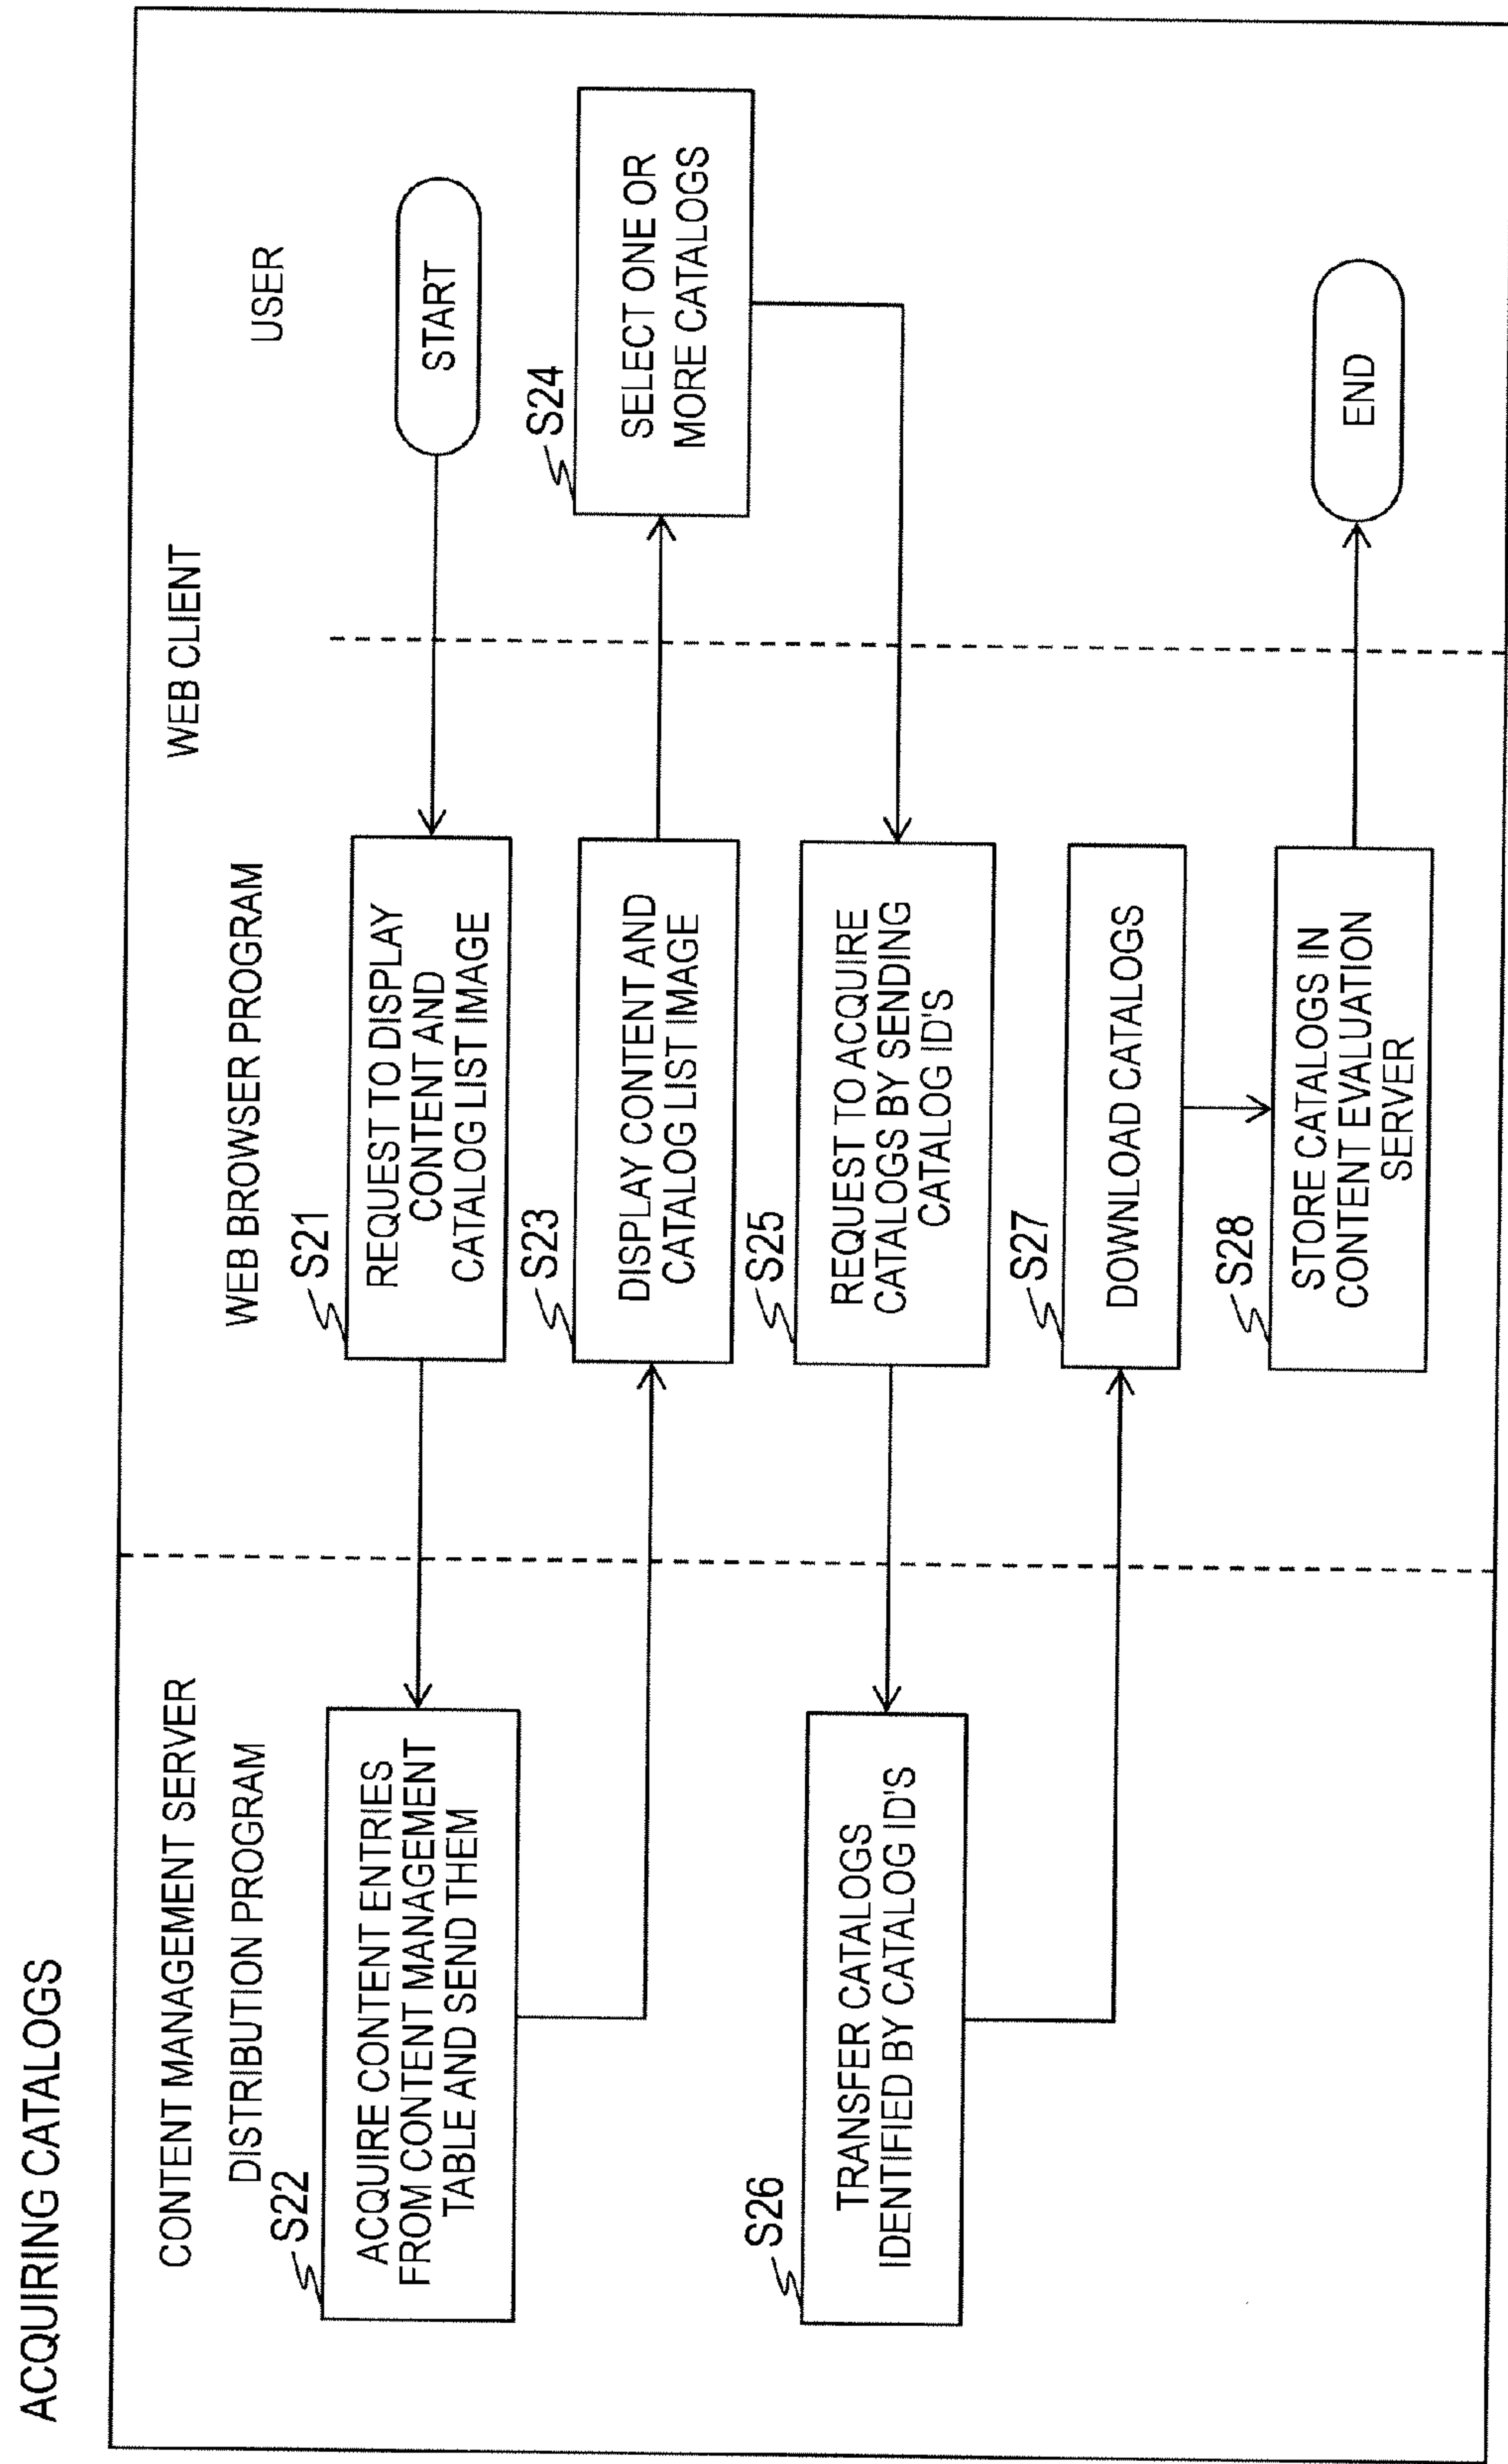 ACQUIRING CATALOGS
CONTENT MANAGEMENT SERVER
WEB CLIENT
DISTRIBUTION PROGRAM
WEB BROWSER PROGRAM
USER
START
S21
REQUEST TO DISPLAY
CONTENT AND
CATALOG LIST IMAGE
S22
ACQUIRE CONTENT ENTRIES
FROM CONTENT MANAGEMENT
TABLE AND SEND THEM
S23
DISPLAY CONTENT AND
CATALOG LIST IMAGE
S24
SELECT ONE OR
MORE CATALOGS
S25
REQUEST TO ACQUIRE
CATALOGS BY SENDING
CATALOG ID'S
S26
TRANSFER CATALOGS
IDENTIFIED BY CATALOG ID'S
S27
DOWNLOAD CATALOGS
S28
STORE CATALOGS IN
CONTENT EVALUATION
SERVER
END